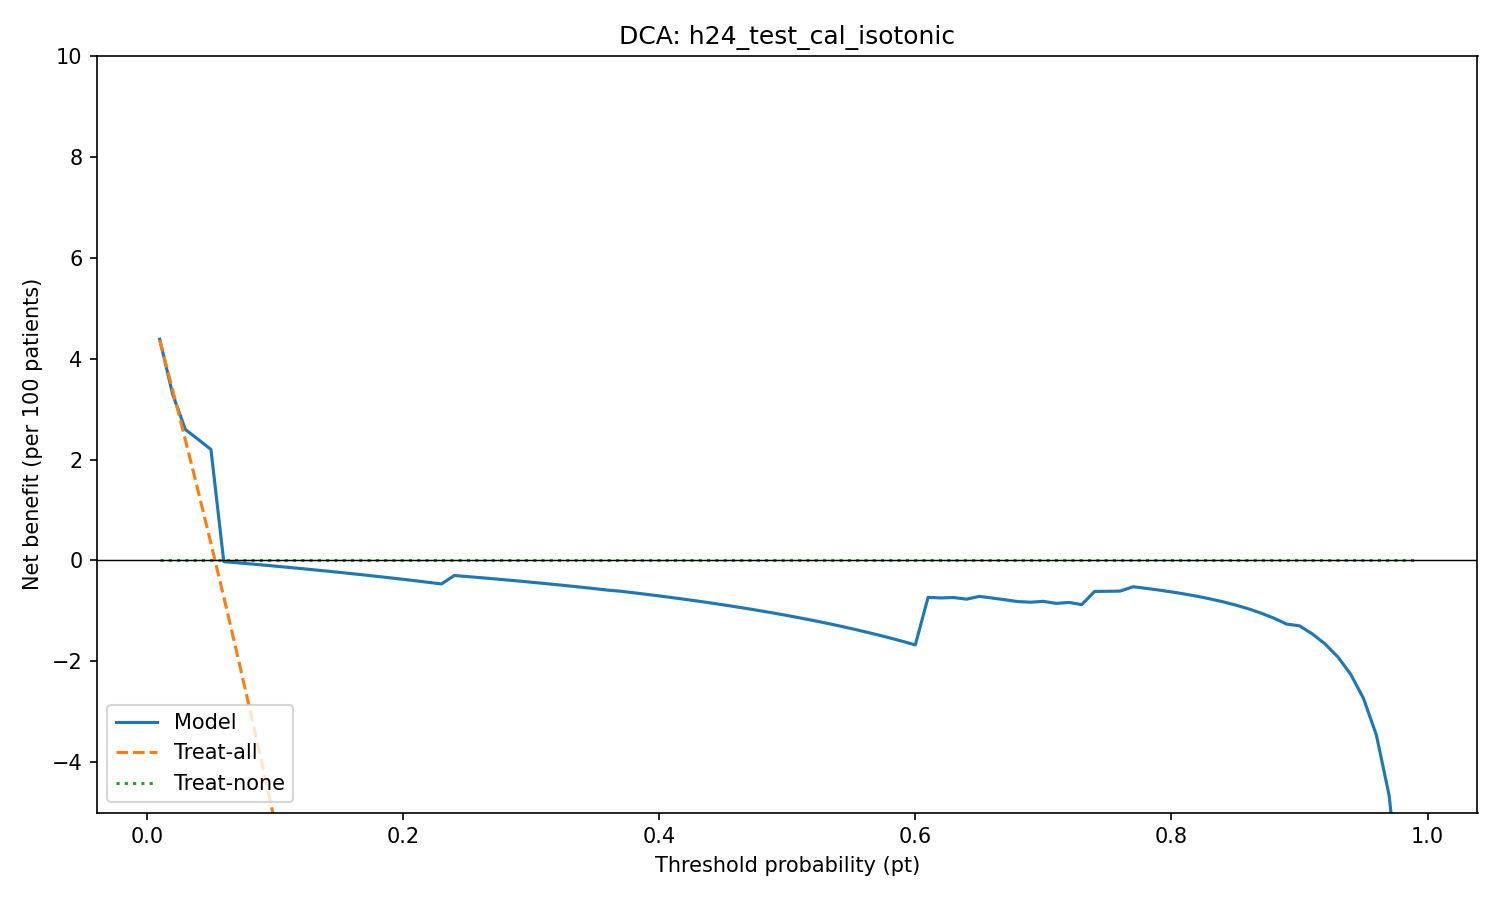 DCA: h24_test_cal_isotonic
10
8
6
4
2
0
−2
−4
Net benefit (per 100 patients)
Model
Treat-all
Treat-none
0.0 0.2 0.4 0.6 0.8 1.0
Threshold probability (pt)